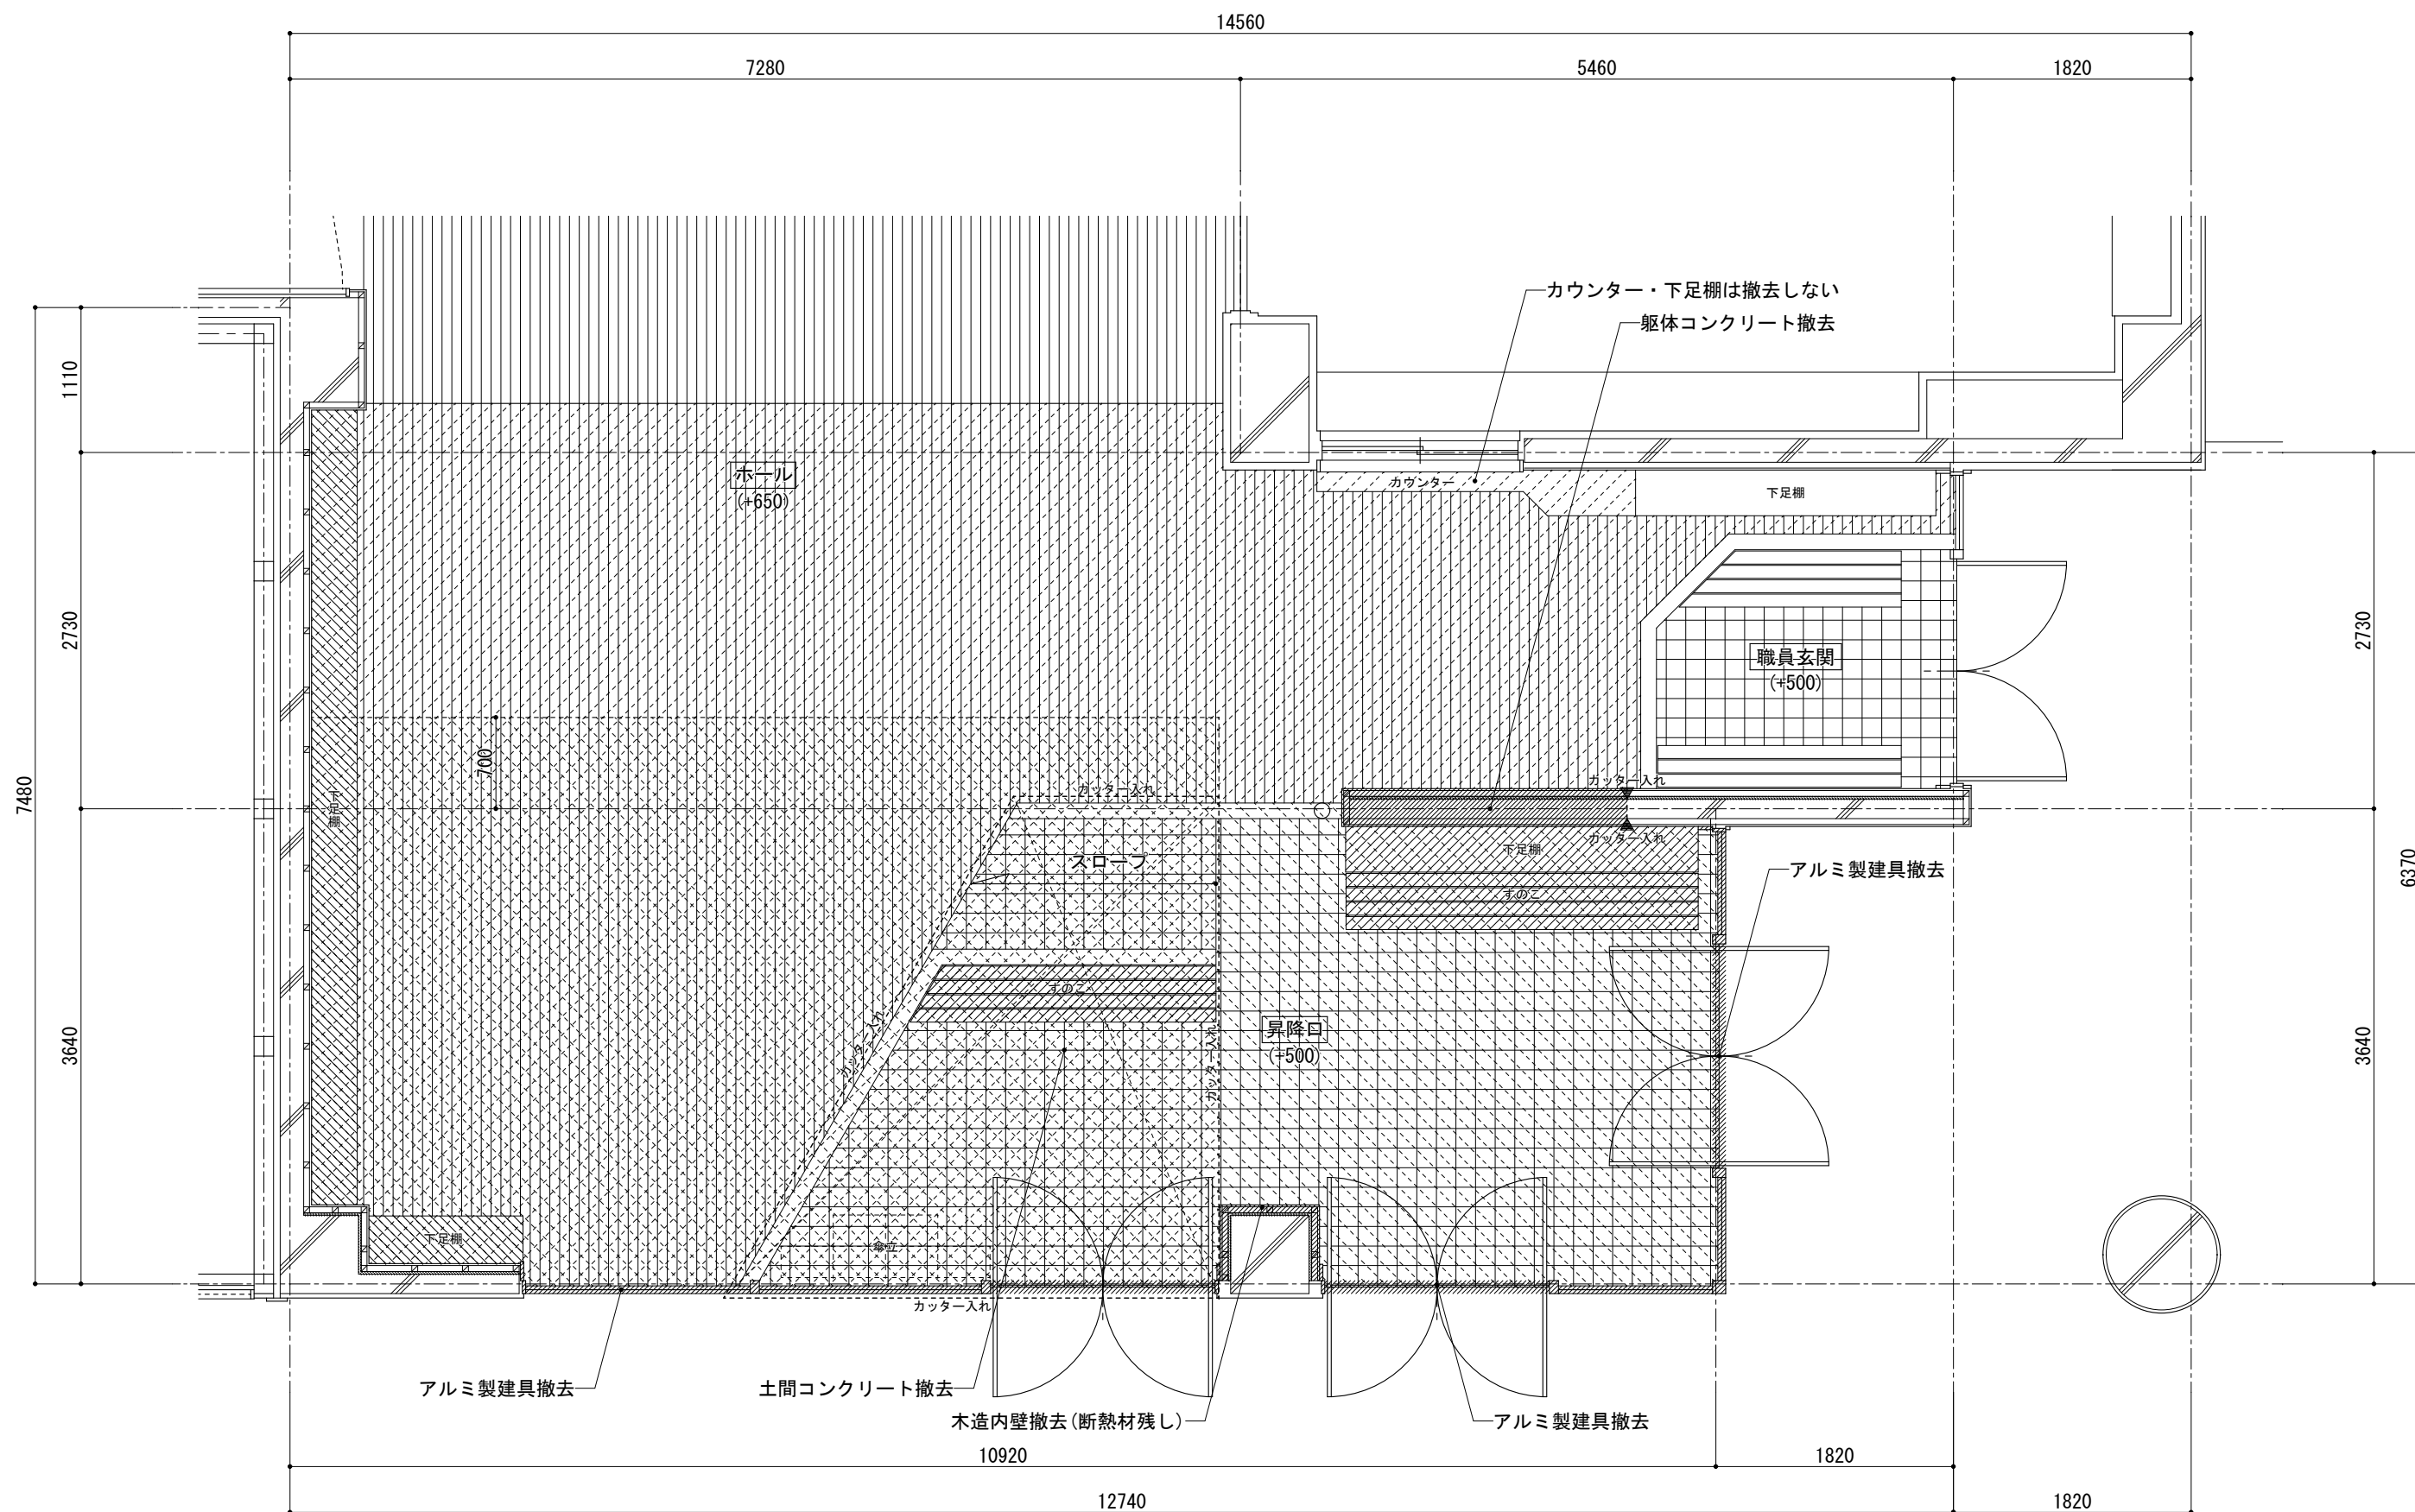 14560
7280
5460
1820
カウンター・下足棚は撤去しない
躯体コンクリート撤去
1110
ホール
(+650)
カウンター
下足棚
2730
2730
職員玄関
(+500)
700
7480
下足棚
カッター入れ
カッター入れ
カッター入れ
下足棚
スロープ
アルミ製建具撤去
6370
すのこ
すのこ
カッター入れ
昇降口
(+500)
カッター入れ
3640
3640
下足棚
傘立
カッター入れ
アルミ製建具撤去
土間コンクリート撤去
木造内壁撤去(断熱材残し)
アルミ製建具撤去
10920
1820
12740
1820